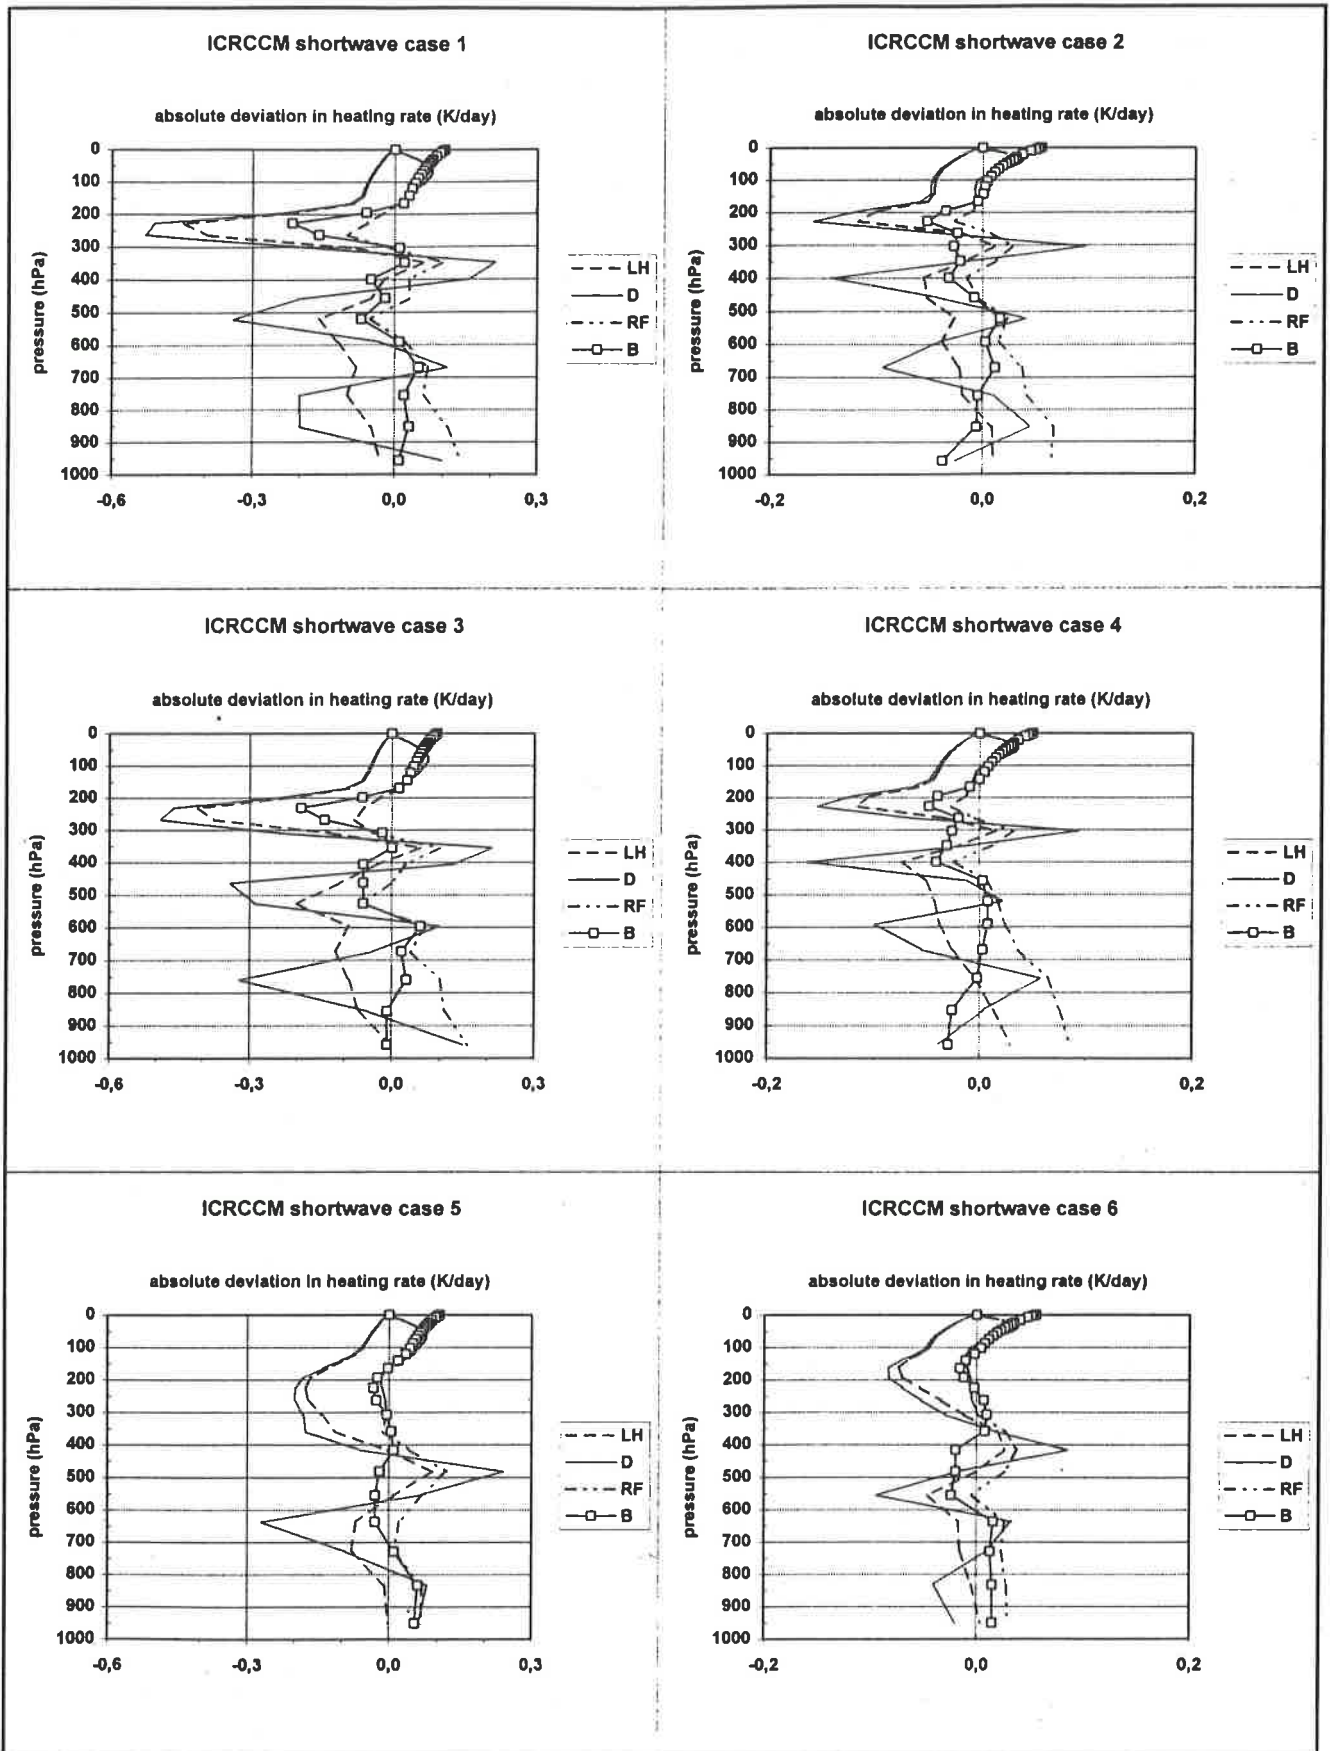 ICRCCM shortwave case 1
absolute deviation in heating rate (K/day)
0
100
200
300
400
500
600
700
800
900
1000
pressure (hPa)
-0,6
-0,3
0,0
0,3
LH
D
RF
B
ICRCCM shortwave case 2
absolute deviation in heating rate (K/day)
0
100
200
300
400
500
600
700
800
900
1000
pressure (hPa)
-0,2
0,0
0,2
LH
D
RF
B
ICRCCM shortwave case 3
absolute deviation in heating rate (K/day)
0
100
200
300
400
500
600
700
800
900
1000
pressure (hPa)
-0,6
-0,3
0,0
0,3
LH
D
RF
B
ICRCCM shortwave case 4
absolute deviation in heating rate (K/day)
0
100
200
300
400
500
600
700
800
900
1000
pressure (hPa)
-0,2
0,0
0,2
LH
D
RF
B
ICRCCM shortwave case 5
absolute deviation in heating rate (K/day)
0
100
200
300
400
500
600
700
800
900
1000
pressure (hPa)
-0,6
-0,3
0,0
0,3
LH
D
RF
B
ICRCCM shortwave case 6
absolute deviation in heating rate (K/day)
0
100
200
300
400
500
600
700
800
900
1000
pressure (hPa)
-0,2
0,0
0,2
LH
D
RF
B